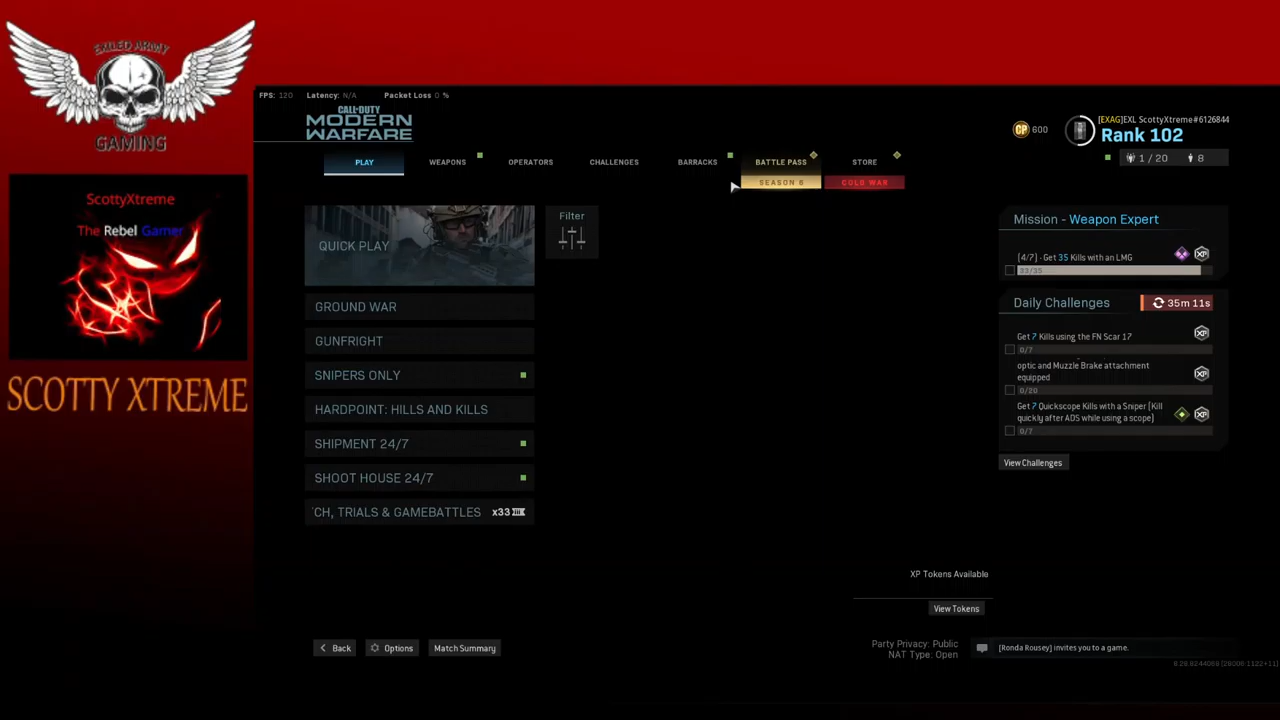 EXILED ARMY
GAMING
ScottyXtreme
The Rebel Gamer
SCOTTY XTREME
FPS: 120 Latency: N/A Packet Loss 0 %
CALL·DUTY
MODERN
WARFARE
PLAY
WEAPONS
OPERATORS
CHALLENGES
BARRACKS
BATTLE PASS
STORE
SEASON 6
COLD WAR
CP 600
[EXAG]EXL ScottyXtreme#6126844
Rank 102
1 / 20 8
QUICK PLAY
Filter
GROUND WAR
GUNFRIGHT
SNIPERS ONLY
HARDPOINT: HILLS AND KILLS
SHIPMENT 24/7
SHOOT HOUSE 24/7
CH, TRIALS & GAMEBATTLES x33
Mission - Weapon Expert
[4/7] - Get 35 Kills with an LMG
XP
33/35
Daily Challenges
35m 11s
Get 7 Kills using the FN Scar 17
XP
0/7
optic and Muzzle Brake attachment
equipped
XP
0/20
Get 7 Quickscope Kills with a Sniper [Kill
quickly after ADS while using a scope]
XP
0/7
View Challenges
XP Tokens Available
View Tokens
Back
Options
Match Summary
Party Privacy: Public
NAT Type: Open
[Ronda Rousey] invites you to a game.